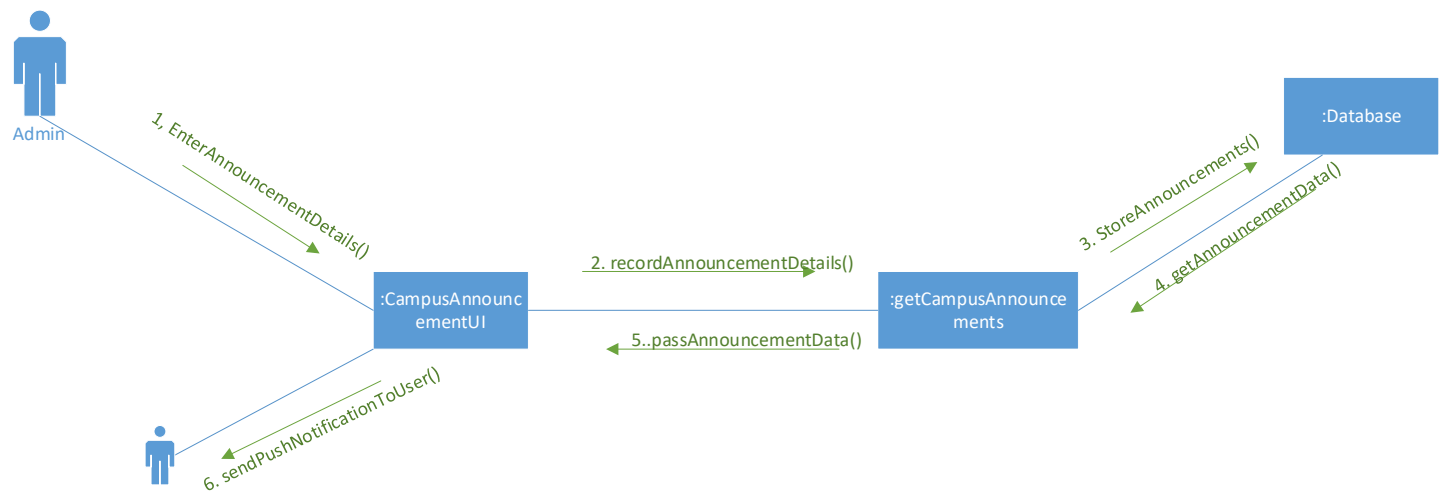 Admin
1, EnterAnnouncementDetails()
:Database
3. StoreAnnouncements()
4. getAnnouncementData()
2. recordAnnouncementDetails()
:CampusAnnounc
ementUI
:getCampusAnnounce
ments
5..passAnnouncementData()
6. sendPushNotificationToUser()